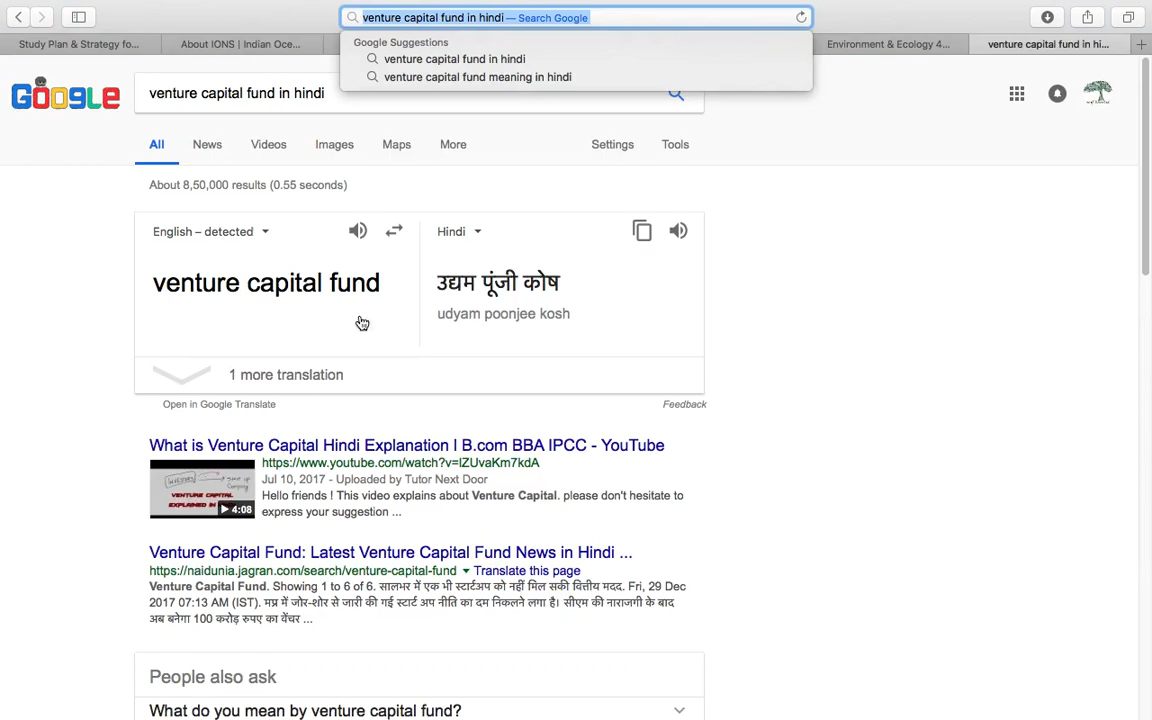 venture capital fund in hindi — Search Google
Google Suggestions
venture capital fund in hindi
venture capital fund meaning in hindi
Study Plan & Strategy fo...
About IONS | Indian Oce...
Environment & Ecology 4...
venture capital fund in hi...
Google
venture capital fund in hindi
All
News
Videos
Images
Maps
More
Settings
Tools
About 8,50,000 results (0.55 seconds)
English – detected
Hindi
venture capital fund
उद्यम पूंजी कोष
udyam poonjee kosh
1 more translation
Open in Google Translate
Feedback
What is Venture Capital Hindi Explanation l B.com BBA IPCC - YouTube
https://www.youtube.com/watch?v=lZUvaKm7kdA
Jul 10, 2017 - Uploaded by Tutor Next Door
Hello friends ! This video explains about Venture Capital. please don't hesitate to
express your suggestion ...
VENTURE CAPITAL
EXPLAINED IN
4:08
Venture Capital Fund: Latest Venture Capital Fund News in Hindi ...
https://naidunia.jagran.com/search/venture-capital-fund
Translate this page
Venture Capital Fund. Showing 1 to 6 of 6. सालभर में एक भी स्टार्टअप को नहीं मिल सकी वित्तीय मदद. Fri, 29 Dec
2017 07:13 AM (IST). मप्र में जोर-शोर से जारी की गई स्टार्ट अप नीति का दम निकलने लगा है। सीएम की नाराजगी के बाद
अब बनेगा 100 करोड़ रुपए का वेंचर ...
People also ask
What do you mean by venture capital fund?